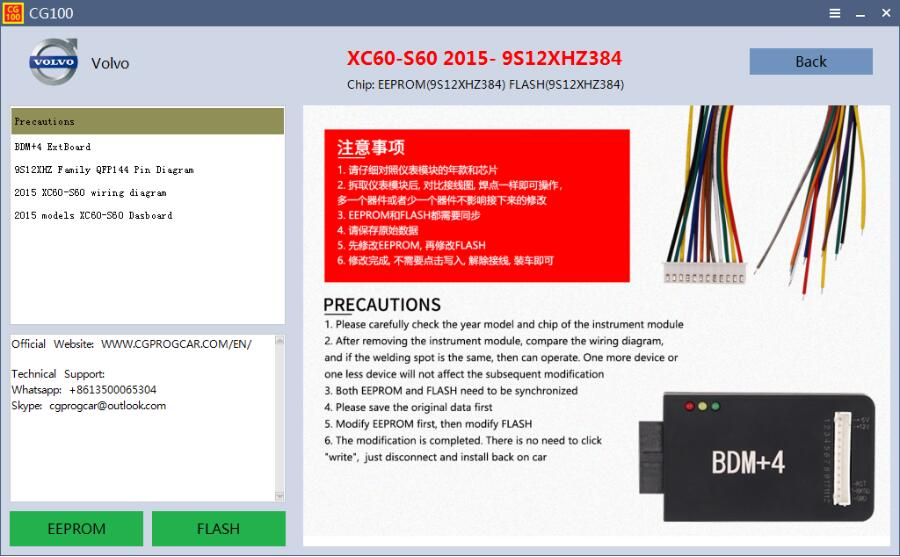 CG
100
CG100
VOLVO
Volvo
XC60-S60 2015- 9S12XHZ384
Chip: EEPROM(9S12XHZ384) FLASH(9S12XHZ384)
Back
Precautions
BDM+4 ExtBoard
9S12XHZ Family QFP144 Pin Diagram
2015 XC60-S60 wiring diagram
2015 models XC60-S60 Dasboard
Official Website: WWW.CGPROGCAR.COM/EN/
Technical Support:
Whatsapp: +8613500065304
Skype: cgprogcar@outlook.com
EEPROM
FLASH
注意事项
1. 请仔细对照仪表模块的年款和芯片
2. 拆取仪表模块后, 对比接线图, 焊点一样即可操作,
多一个器件或者少一个器件不影响接下来的修改
3. EEPROM和FLASH都需要同步
4. 请保存原始数据
5. 先修改EEPROM, 再修改FLASH
6. 修改完成, 不需要点击写入, 解除接线, 装车即可
PRECAUTIONS
1. Please carefully check the year model and chip of the instrument module
2. After removing the instrument module, compare the wiring diagram,
and if the welding spot is the same, then can operate. One more device or
one less device will not affect the subsequent modification
3. Both EEPROM and FLASH need to be synchronized
4. Please save the original data first
5. Modify EEPROM first, then modify FLASH
6. The modification is completed. There is no need to click
"write", just disconnect and install back on car
BDM+4